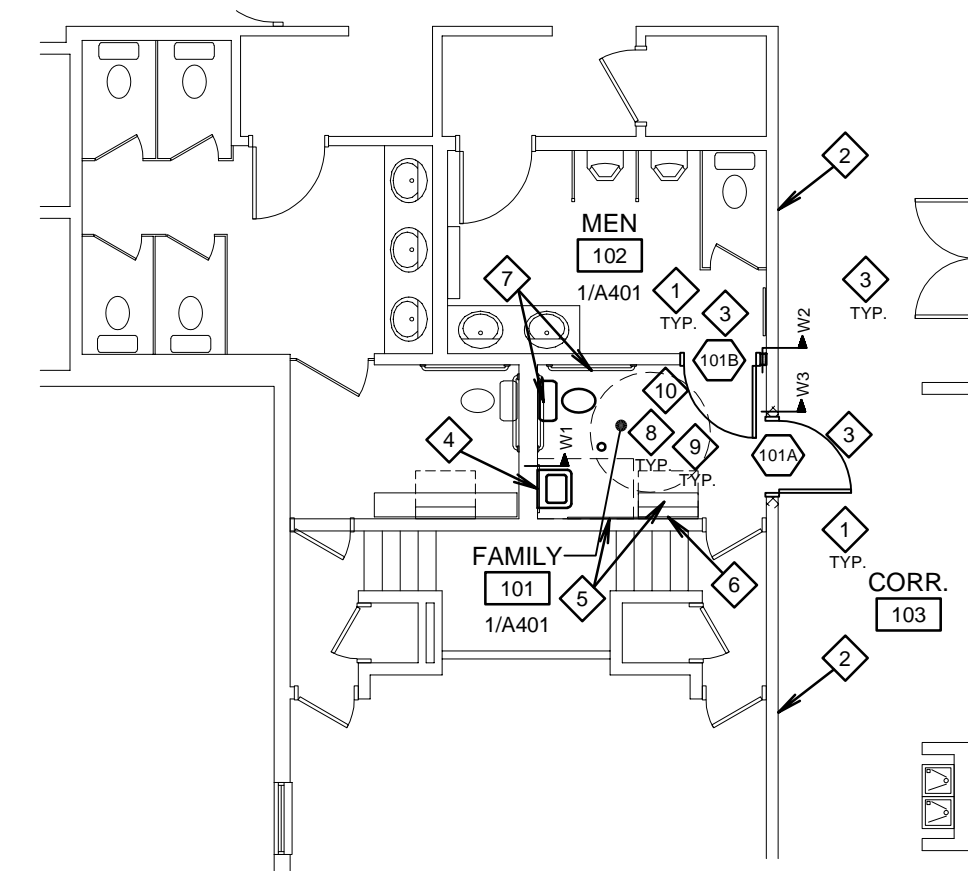 2
MEN
102
1/A401
7
1
TYP.
3
3
TYP.
W2
101B
W3
10
3
4
8
TYP.
9
TYP.
W1
101A
1
TYP.
FAMILY
101
1/A401
5
6
CORR.
103
2